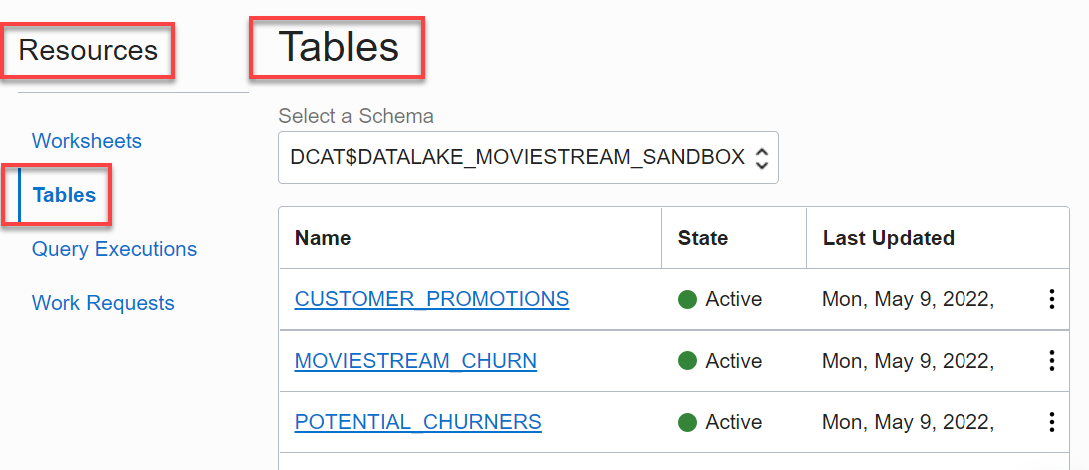 Resources
Worksheets
Tables
Query Executions
Work Requests
Tables
Select a Schema
DCAT$DATALAKE_MOVIESTREAM_SANDBOX
Name State Last Updated
CUSTOMER_PROMOTIONS Active Mon, May 9, 2022,
MOVIESTREAM_CHURN Active Mon, May 9, 2022,
POTENTIAL_CHURNERS Active Mon, May 9, 2022,